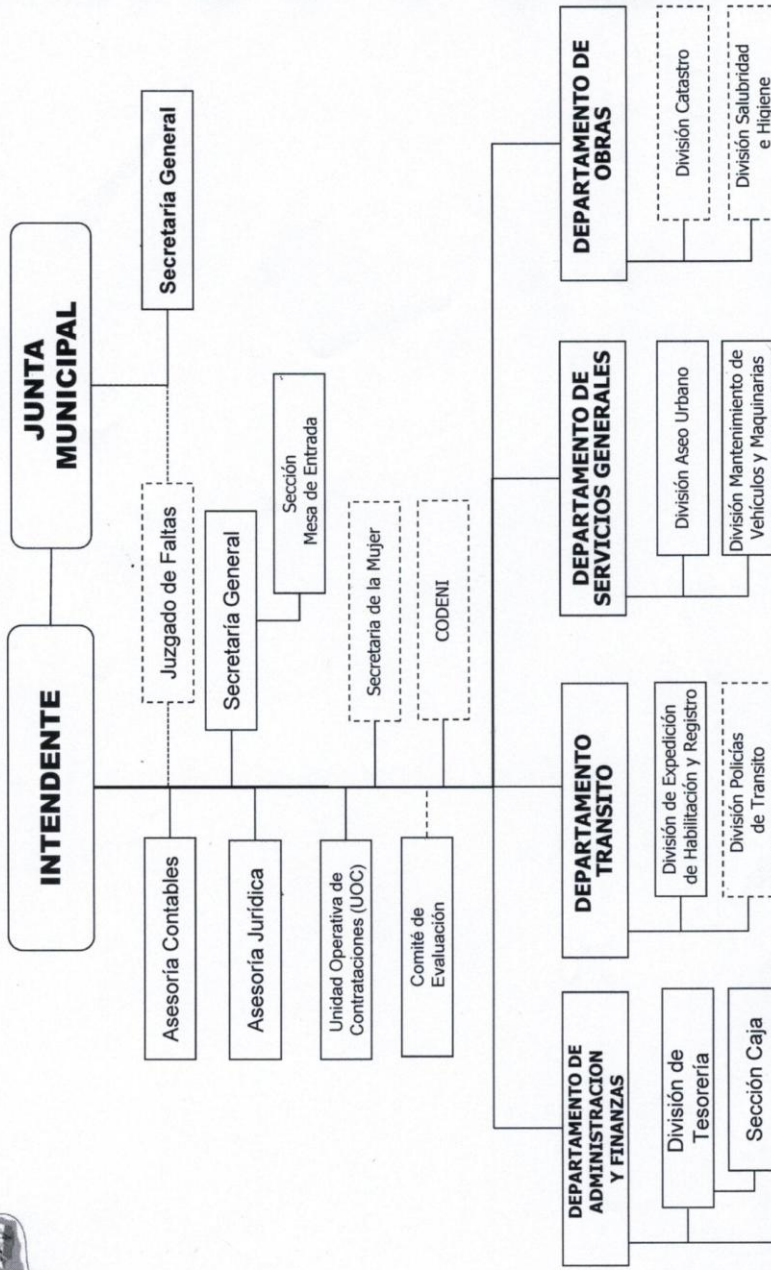 INTENDENTE
JUNTA
MUNICIPAL
Juzgado de Faltas
Secretaría General
Asesoría Contables
Secretaría General
Sección
Mesa de Entrada
Asesoría Jurídica
Unidad Operativa de
Contrataciones (UOC)
Secretaria de la Mujer
Comité de
Evaluación
CODENI
DEPARTAMENTO DE
ADMINISTRACION
Y FINANZAS
División de
Tesorería
Sección Caja
DEPARTAMENTO
TRANSITO
División de Expedición
de Habilitación y Registro
División Policías
de Transito
DEPARTAMENTO DE
SERVICIOS GENERALES
División Aseo Urbano
División Mantenimiento de
Vehículos y Maquinarias
DEPARTAMENTO DE
OBRAS
División Catastro
División Salubridad
e Higiene